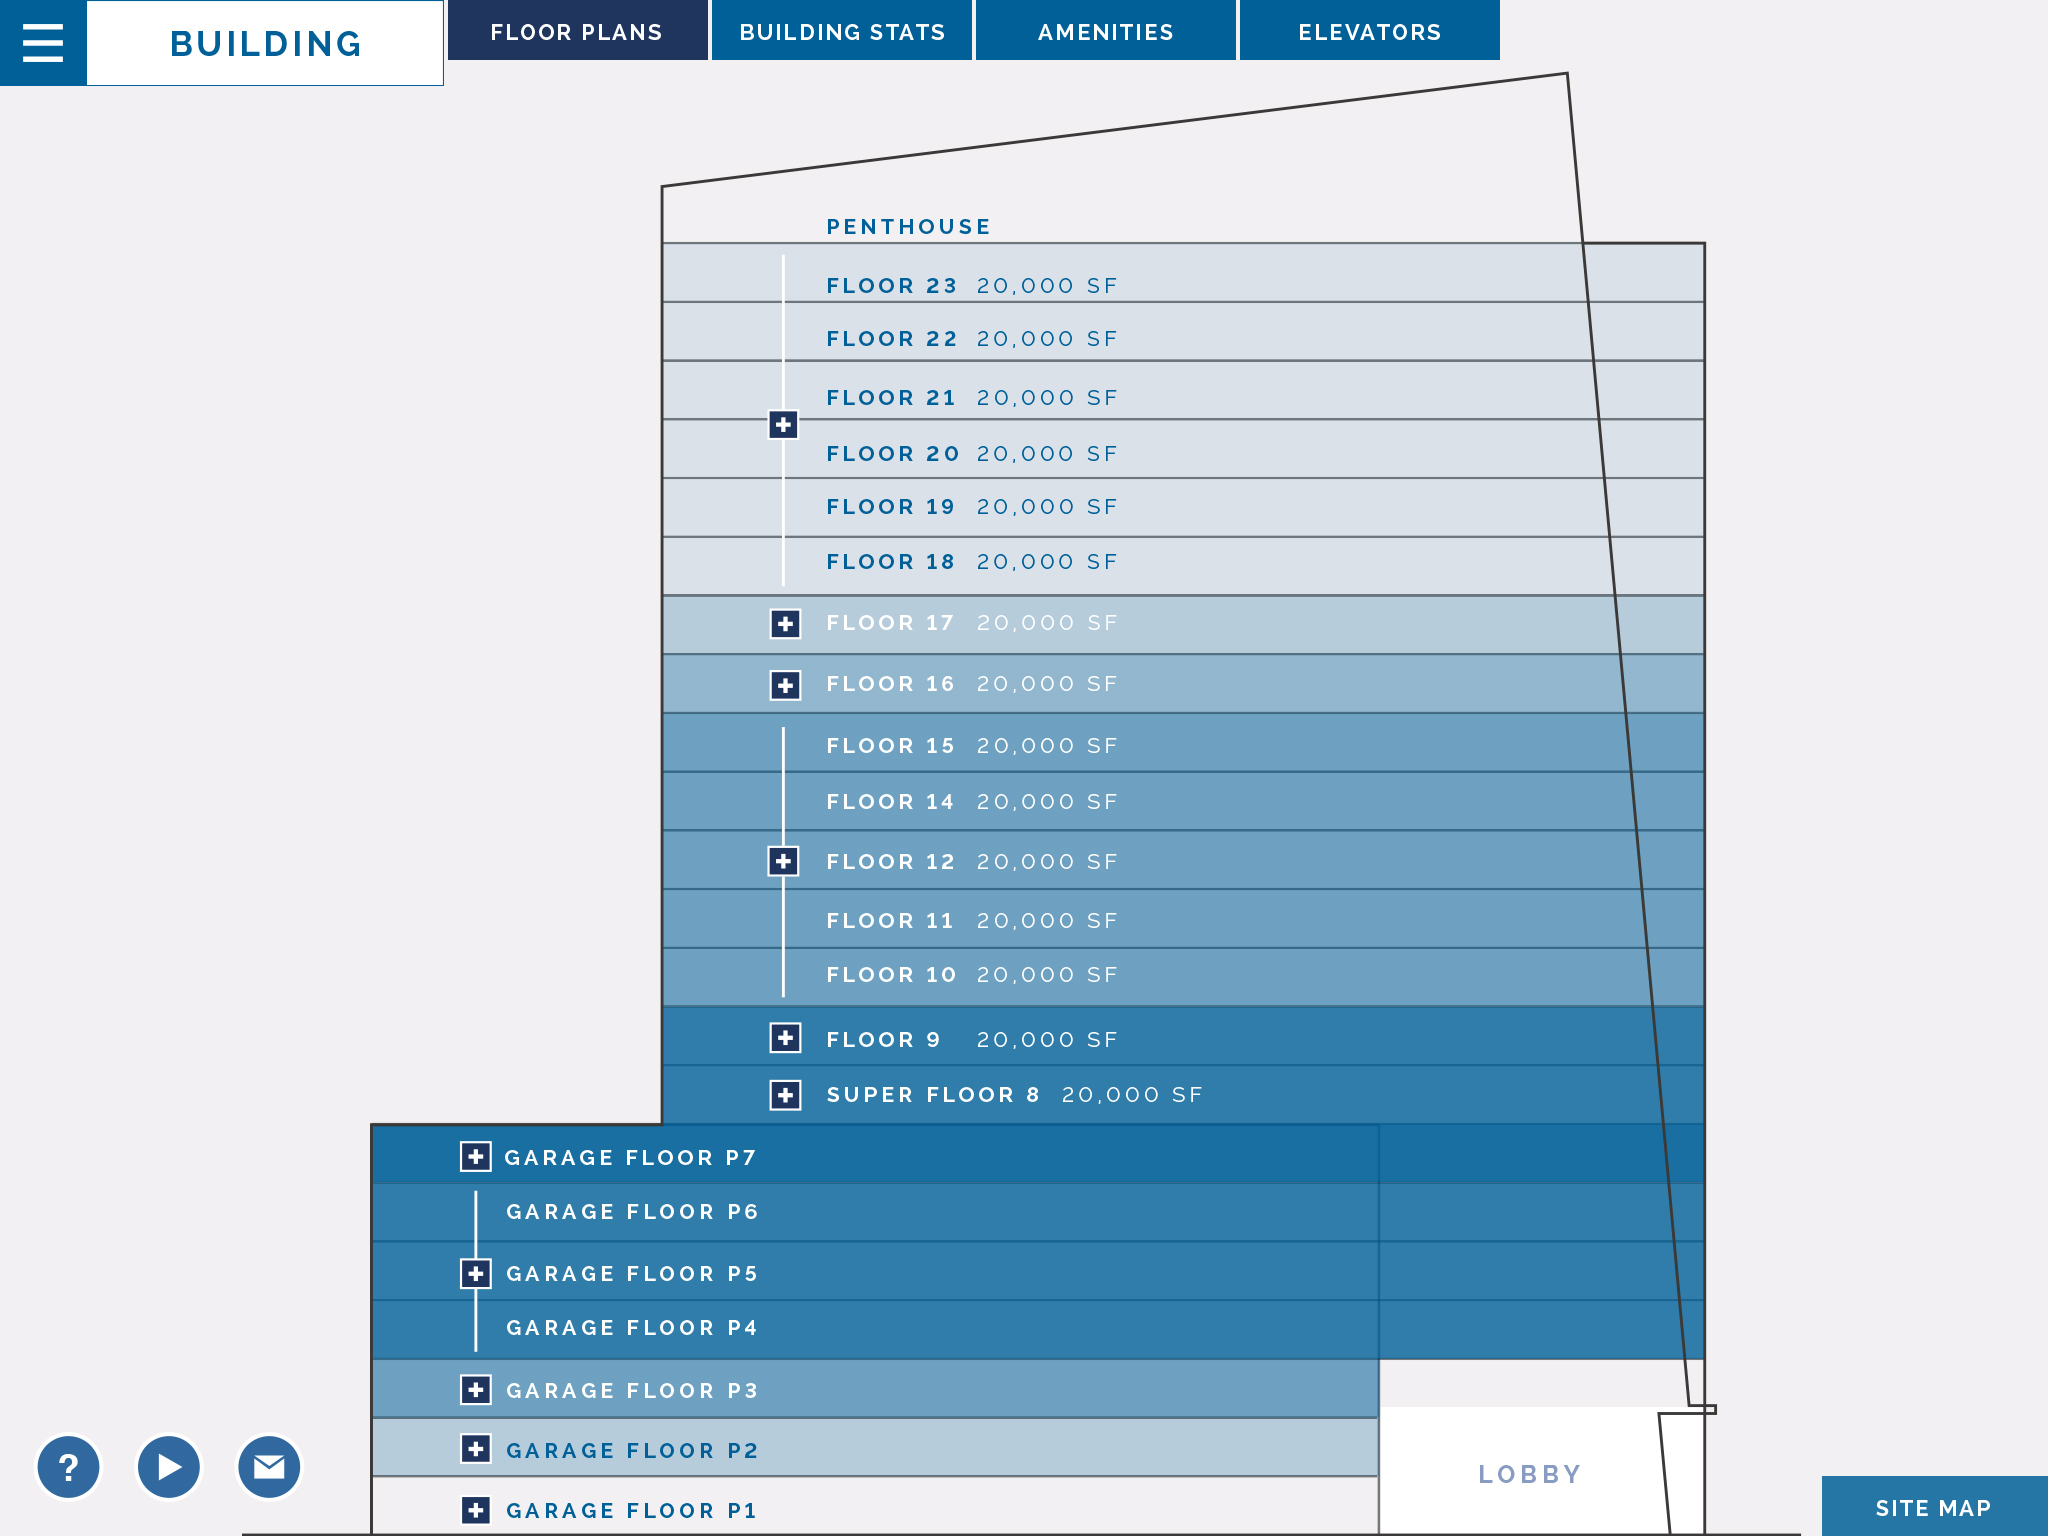 BUILDING
FLOOR PLANS
BUILDING STATS
AMENITIES
ELEVATORS
PENTHOUSE
FLOOR 23 20,000 SF
FLOOR 22 20,000 SF
FLOOR 21 20,000 SF
FLOOR 20 20,000 SF
FLOOR 19 20,000 SF
FLOOR 18 20,000 SF
FLOOR 17 20,000 SF
FLOOR 16 20,000 SF
FLOOR 15 20,000 SF
FLOOR 14 20,000 SF
FLOOR 12 20,000 SF
FLOOR 11 20,000 SF
FLOOR 10 20,000 SF
FLOOR 9 20,000 SF
SUPER FLOOR 8 20,000 SF
GARAGE FLOOR P7
GARAGE FLOOR P6
GARAGE FLOOR P5
GARAGE FLOOR P4
GARAGE FLOOR P3
GARAGE FLOOR P2
GARAGE FLOOR P1
LOBBY
?
SITE MAP